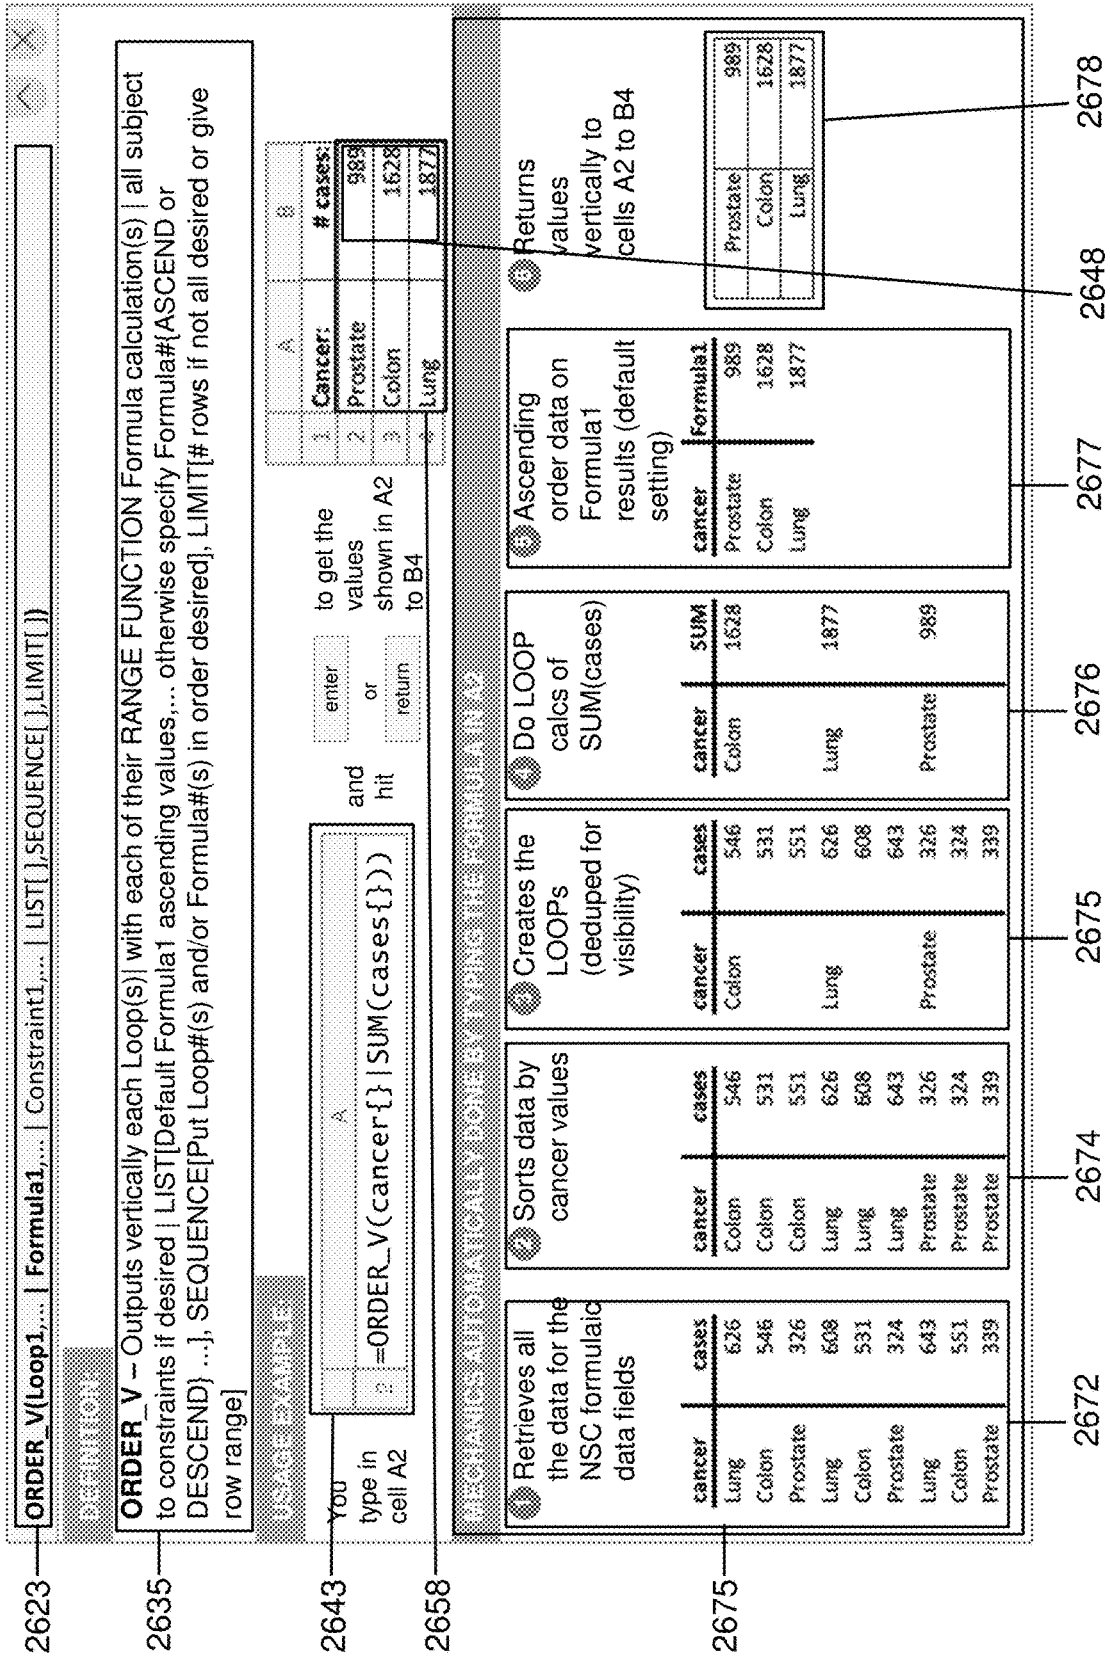 ORDER_V(Loop1,... | Formula1,... | Constraint1,... | LIST[ ],SEQUENCE[ ],LIMIT[ ])
DEFINITION
ORDER_V – Outputs vertically each Loop(s)| with each of their RANGE FUNCTION Formula calculation(s) | all subject
to constraints if desired | LIST[Default Formula1 ascending values,... otherwise specify Formula#{ASCEND or
DESCEND} ...], SEQUENCE[Put Loop#(s) and/or Formula#(s) in order desired], LIMIT[# rows if not all desired or give
row range]
USAGE EXAMPLE
You
type in
cell A2
A
2 =ORDER_V(cancer{}|SUM(cases{}))
and
hit
enter
or
return
to get the
values
shown in A2
to B4
A B
1 Cancer: # cases:
2 Prostate 989
3 Colon 1628
4 Lung 1877
MECHANICS AUTOMATICALLY DONE BY TYPING THE FORMULA IN A2
1 Retrieves all
the data for the
NSC formulaic
data fields
cancer cases
Lung 626
Colon 546
Prostate 326
Lung 608
Colon 531
Prostate 324
Lung 643
Colon 551
Prostate 339
2 Sorts data by
cancer values
cancer cases
Colon 546
Colon 531
Colon 551
Lung 626
Lung 608
Lung 643
Prostate 326
Prostate 324
Prostate 339
Creates the
LOOPs
(deduped for
visibility)
cancer cases
Colon 546
531
551
Lung 626
608
643
Prostate 326
324
339
4 Do LOOP
calcs of
SUM(cases)
cancer SUM
Colon 1628
Lung 1877
Prostate 989
Ascending
order data on
Formula1
results (default
setting)
cancer Formula1
Prostate 989
Colon 1628
Lung 1877
Returns
values
vertically to
cells A2 to B4
Prostate 989
Colon 1628
Lung 1877
2623
2635
2643
2658
2675
2672
2674
2675
2676
2677
2648
2678